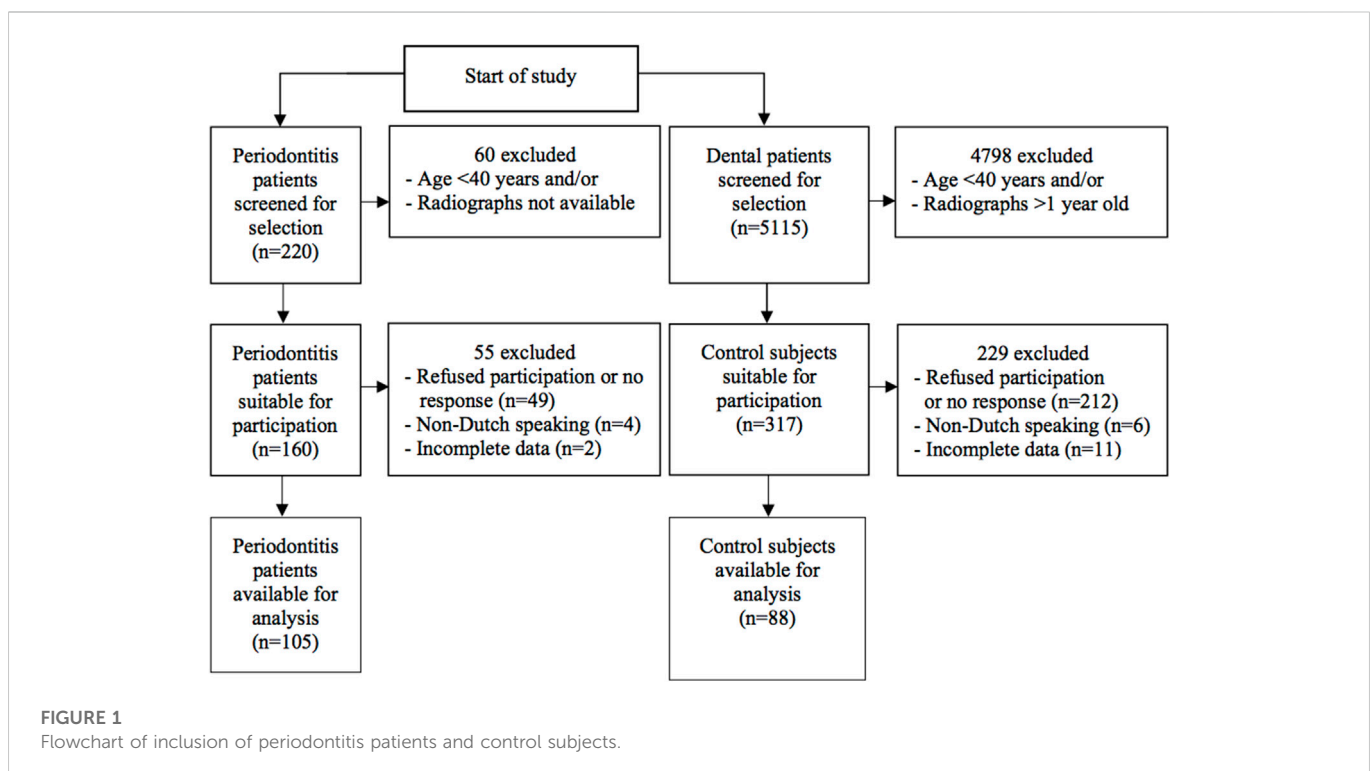 Start of study
Periodontitis
patients
screened for
selection
(n=220)
60 excluded
- Age <40 years and/or
- Radiographs not available
Dental patients
screened for
selection
(n=5115)
4798 excluded
- Age <40 years and/or
- Radiographs >1 year old
Periodontitis
patients
suitable for
participation
(n=160)
55 excluded
- Refused participation or no
response (n=49)
- Non-Dutch speaking (n=4)
- Incomplete data (n=2)
Control subjects
suitable for
participation
(n=317)
229 excluded
- Refused participation
or no response (n=212)
- Non-Dutch speaking (n=6)
- Incomplete data (n=11)
Periodontitis
patients
available for
analysis
(n=105)
Control subjects
available for
analysis
(n=88)
FIGURE 1
Flowchart of inclusion of periodontitis patients and control subjects.